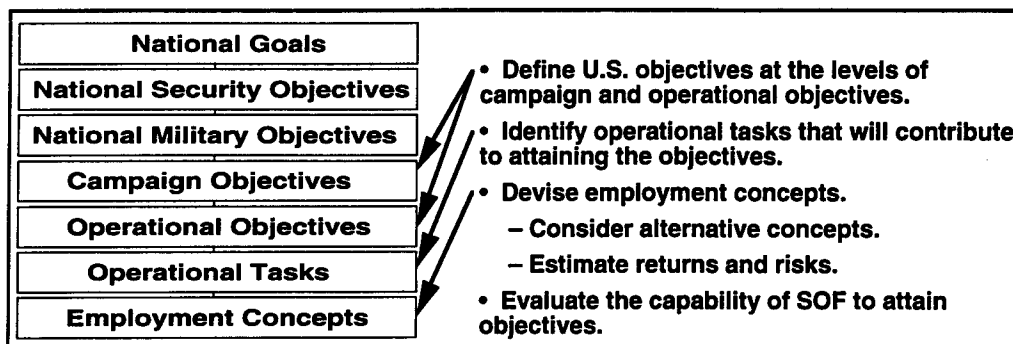 National Goals
National Security Objectives
National Military Objectives
Campaign Objectives
Operational Objectives
Operational Tasks
Employment Concepts
• Define U.S. objectives at the levels of
campaign and operational objectives.
• Identify operational tasks that will contribute
to attaining the objectives.
• Devise employment concepts.
– Consider alternative concepts.
– Estimate returns and risks.
• Evaluate the capability of SOF to attain
objectives.